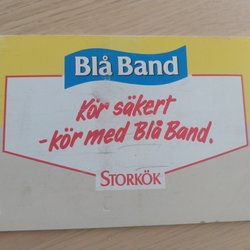 Blå Band
Kör säkert
-kör med Blå Band.
STORKÖK